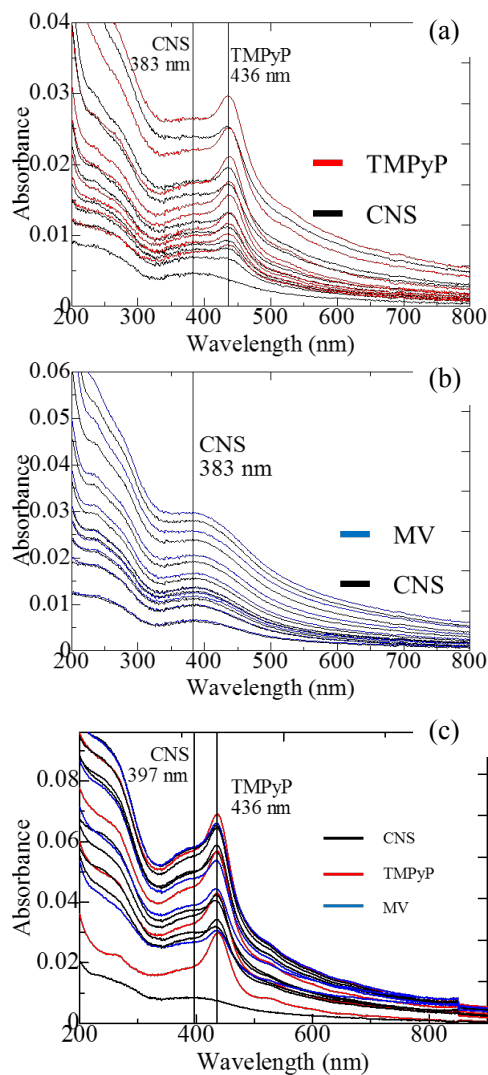 (a)
CNS
383 nm
TMPyP
436 nm
TMPyP
CNS
Absorbance
0.04
0.03
0.02
0.01
0
200 300 400 500 600 700 800
Wavelength (nm)
(b)
CNS
383 nm
MV
CNS
Absorbance
0.06
0.05
0.04
0.03
0.02
0.01
0
200 300 400 500 600 700 800
Wavelength (nm)
(c)
CNS
397 nm
TMPyP
436 nm
CNS
TMPyP
MV
Absorbance
0.08
0.06
0.04
0.02
0
200 400 600 800
Wavelength (nm)